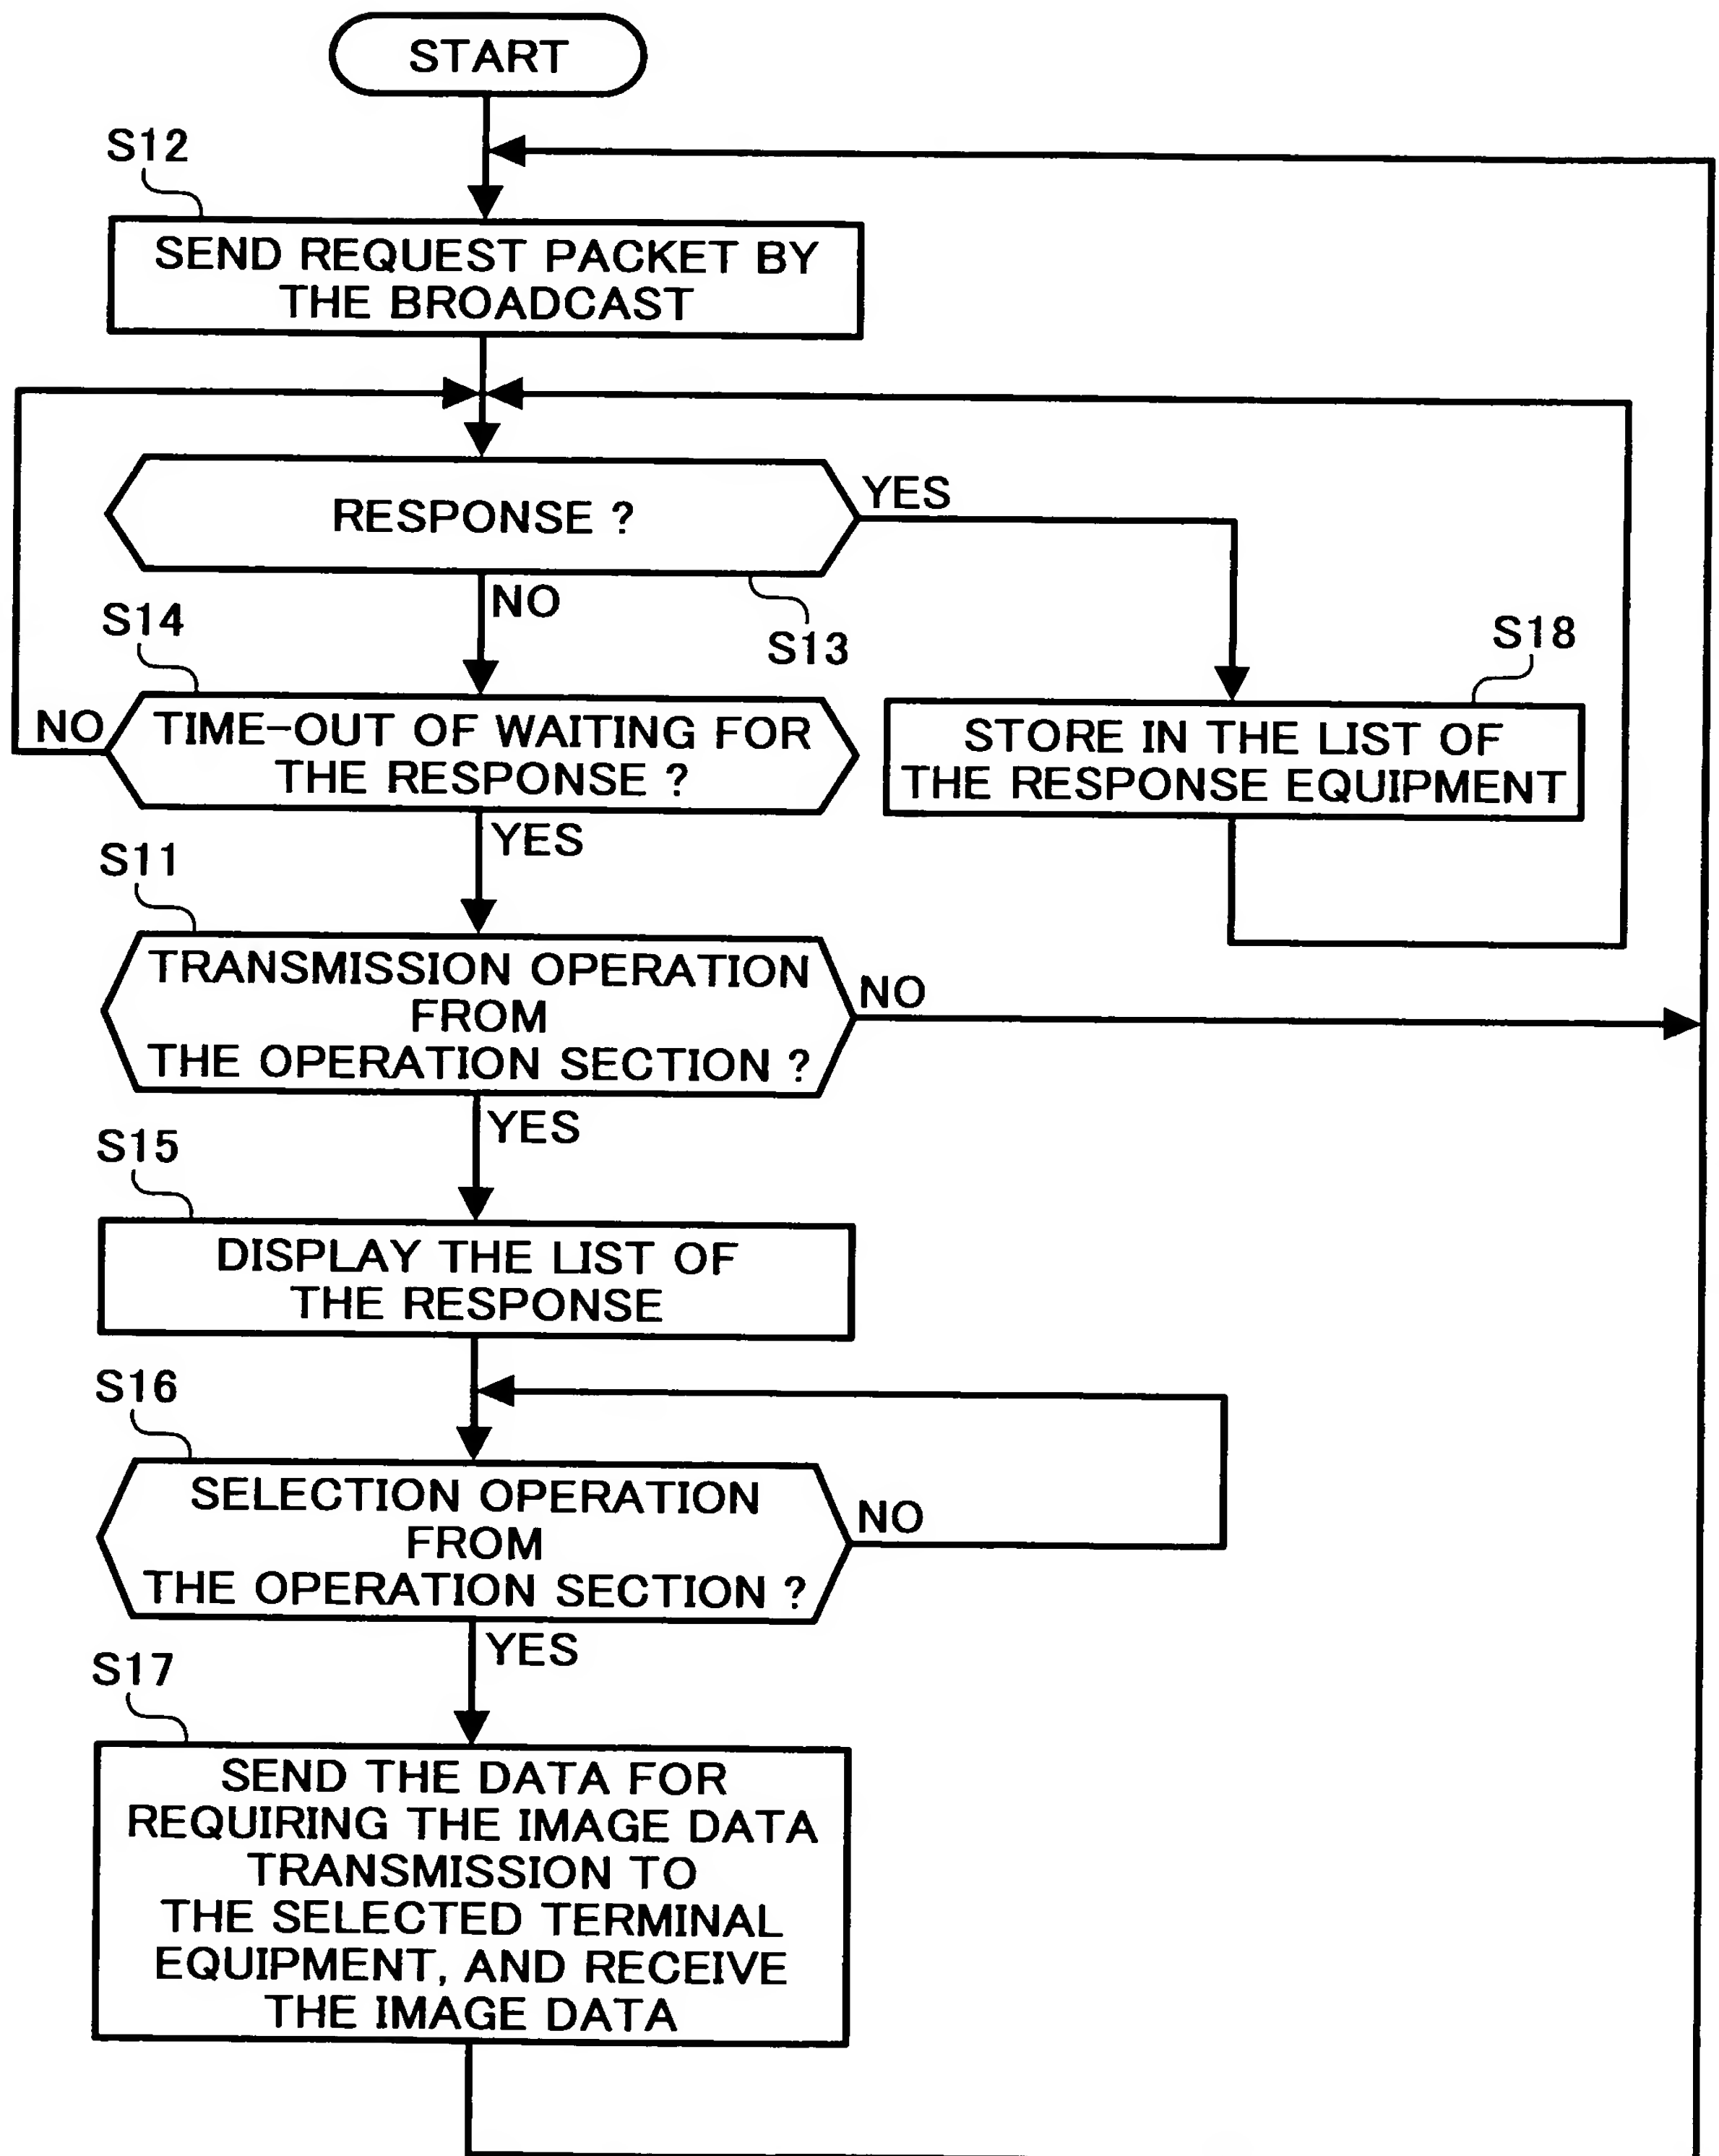 START
S12
SEND REQUEST PACKET BY
THE BROADCAST
RESPONSE ?
YES
NO
S13
S14
NO
TIME-OUT OF WAITING FOR
THE RESPONSE ?
YES
S18
STORE IN THE LIST OF
THE RESPONSE EQUIPMENT
S11
TRANSMISSION OPERATION
FROM
THE OPERATION SECTION ?
NO
YES
S15
DISPLAY THE LIST OF
THE RESPONSE
S16
SELECTION OPERATION
FROM
THE OPERATION SECTION ?
NO
YES
S17
SEND THE DATA FOR
REQUIRING THE IMAGE DATA
TRANSMISSION TO
THE SELECTED TERMINAL
EQUIPMENT, AND RECEIVE
THE IMAGE DATA